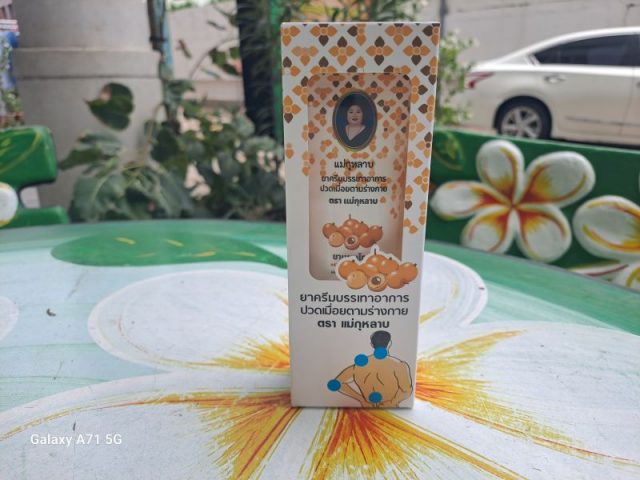 แม่กุหลาบ
ยาครีมบรรเทาอาการ
ปวดเมื่อยตามร่างกาย
ตรา แม่กุหลาบ
ยาครีมบรรเทาอาการ
ปวดเมื่อยตามร่างกาย
ตรา แม่กุหลาบ
Galaxy A71 5G